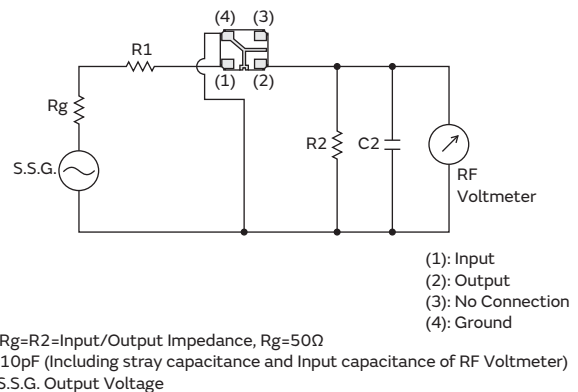 (4) (3)
R1
(1) (2)
Rg
R2 C2
S.S.G.
RF
Voltmeter
(1): Input
(2): Output
(3): No Connection
(4): Ground
Rg=R2=Input/Output Impedance, Rg=50Ω
10pF (Including stray capacitance and Input capacitance of RF Voltmeter)
S.S.G. Output Voltage